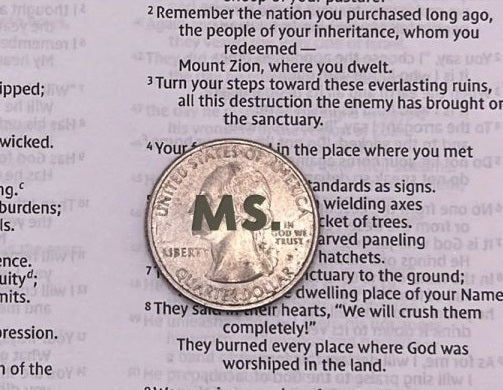 ipped;
wicked.
ng.c
burdens;
ls.
ence.
uityd;
mits.
ression.
n of the
2 Remember the nation you purchased long ago,
the people of your inheritance, whom you
redeemed —
Mount Zion, where you dwelt.
3 Turn your steps toward these everlasting ruins,
all this destruction the enemy has brought on
the sanctuary.
4 Your in the place where you met
tandards as signs.
wielding axes
cket of trees.
arved paneling
hatchets.
7 ctuary to the ground;
dwelling place of your Name
8 They said in their hearts, "We will crush them
completely!"
They burned every place where God was
worshiped in the land.
UNITED STATES OF AMERICA
MS.
LIBERTY
IN
GOD WE
TRUST
QUARTER DOLLAR